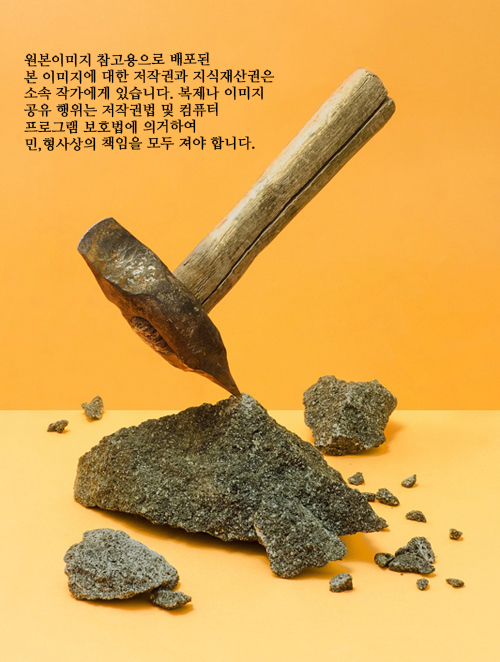 원본이미지 참고용으로 배포된
본 이미지에 대한 저작권과 지식재산권은
소속 작가에게 있습니다. 복제나 이미지
공유 행위는 저작권법 및 컴퓨터
프로그램 보호법에 의거하여
민,형사상의 책임을 모두 져야 합니다.